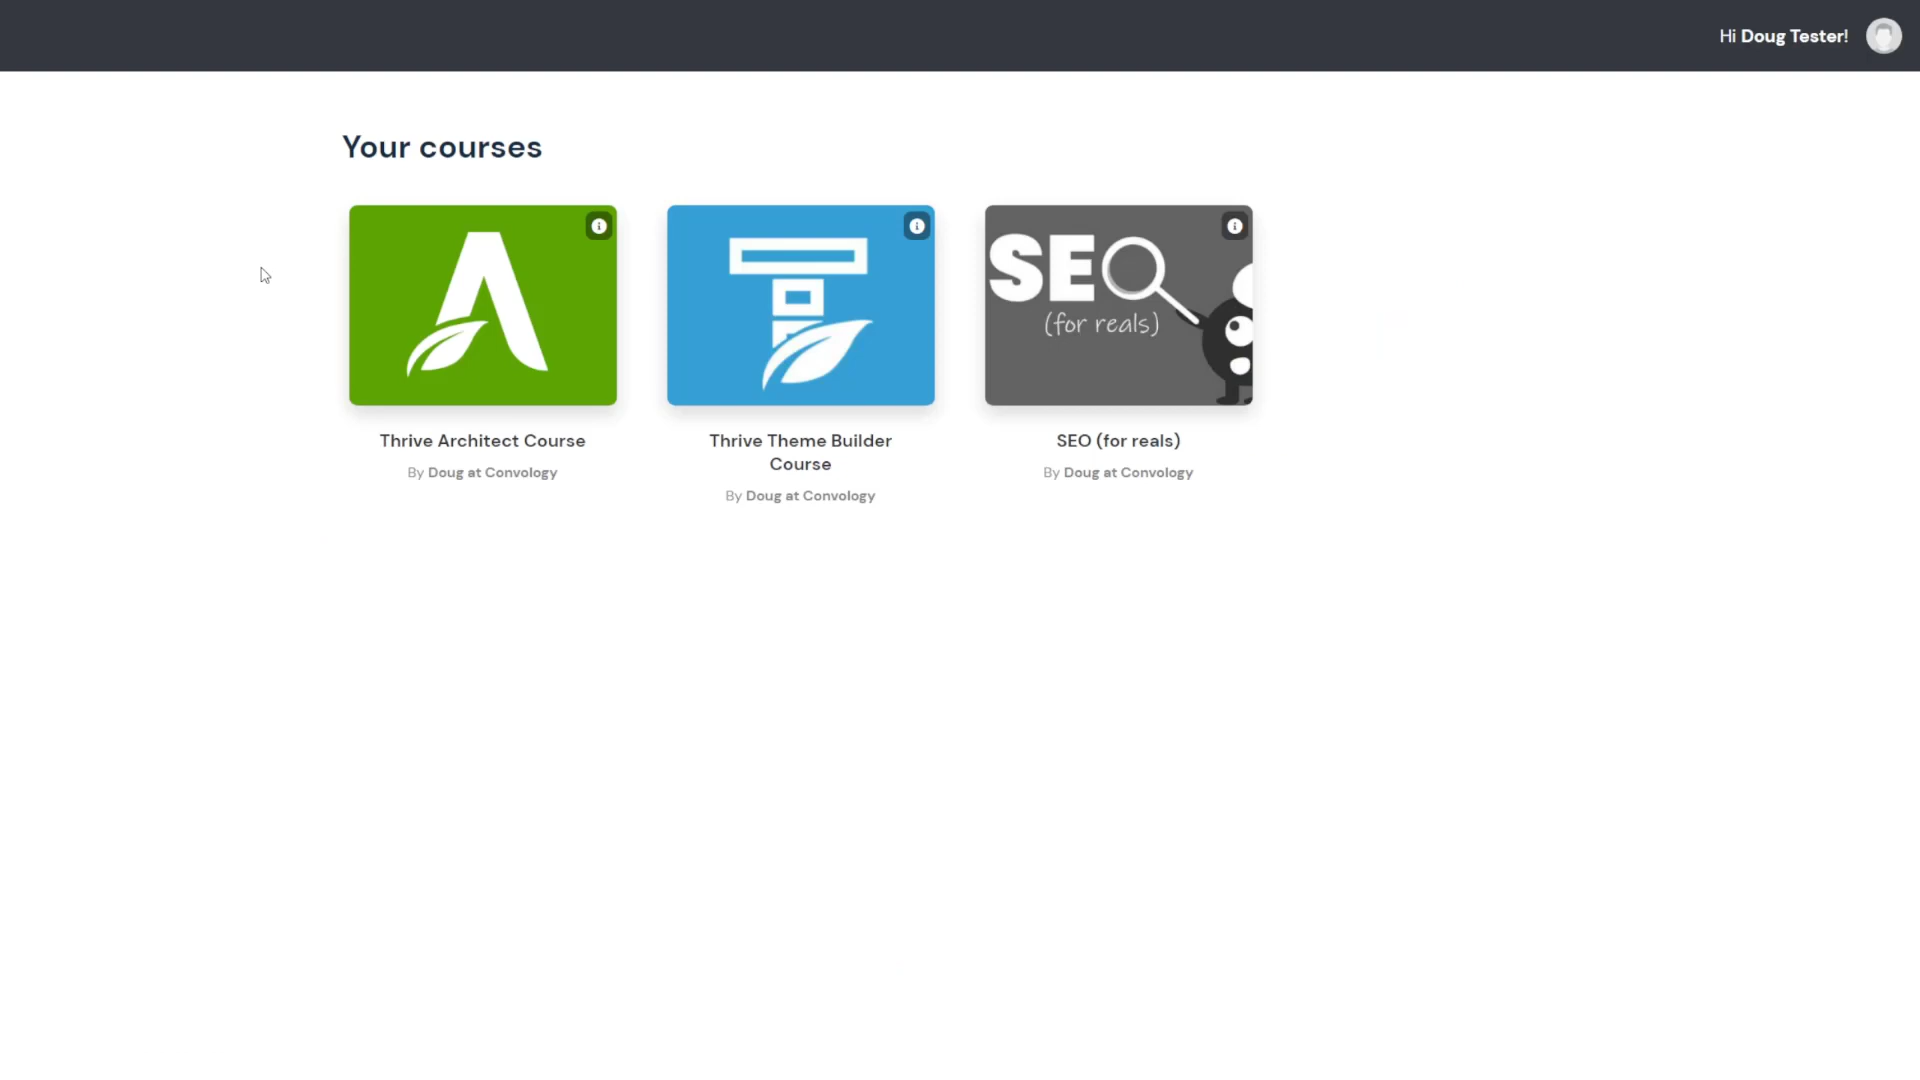 Hi Doug Tester!
Your courses
SEO
(for reals)
Thrive Architect Course
By Doug at Convology
Thrive Theme Builder
Course
By Doug at Convology
SEO (for reals)
By Doug at Convology